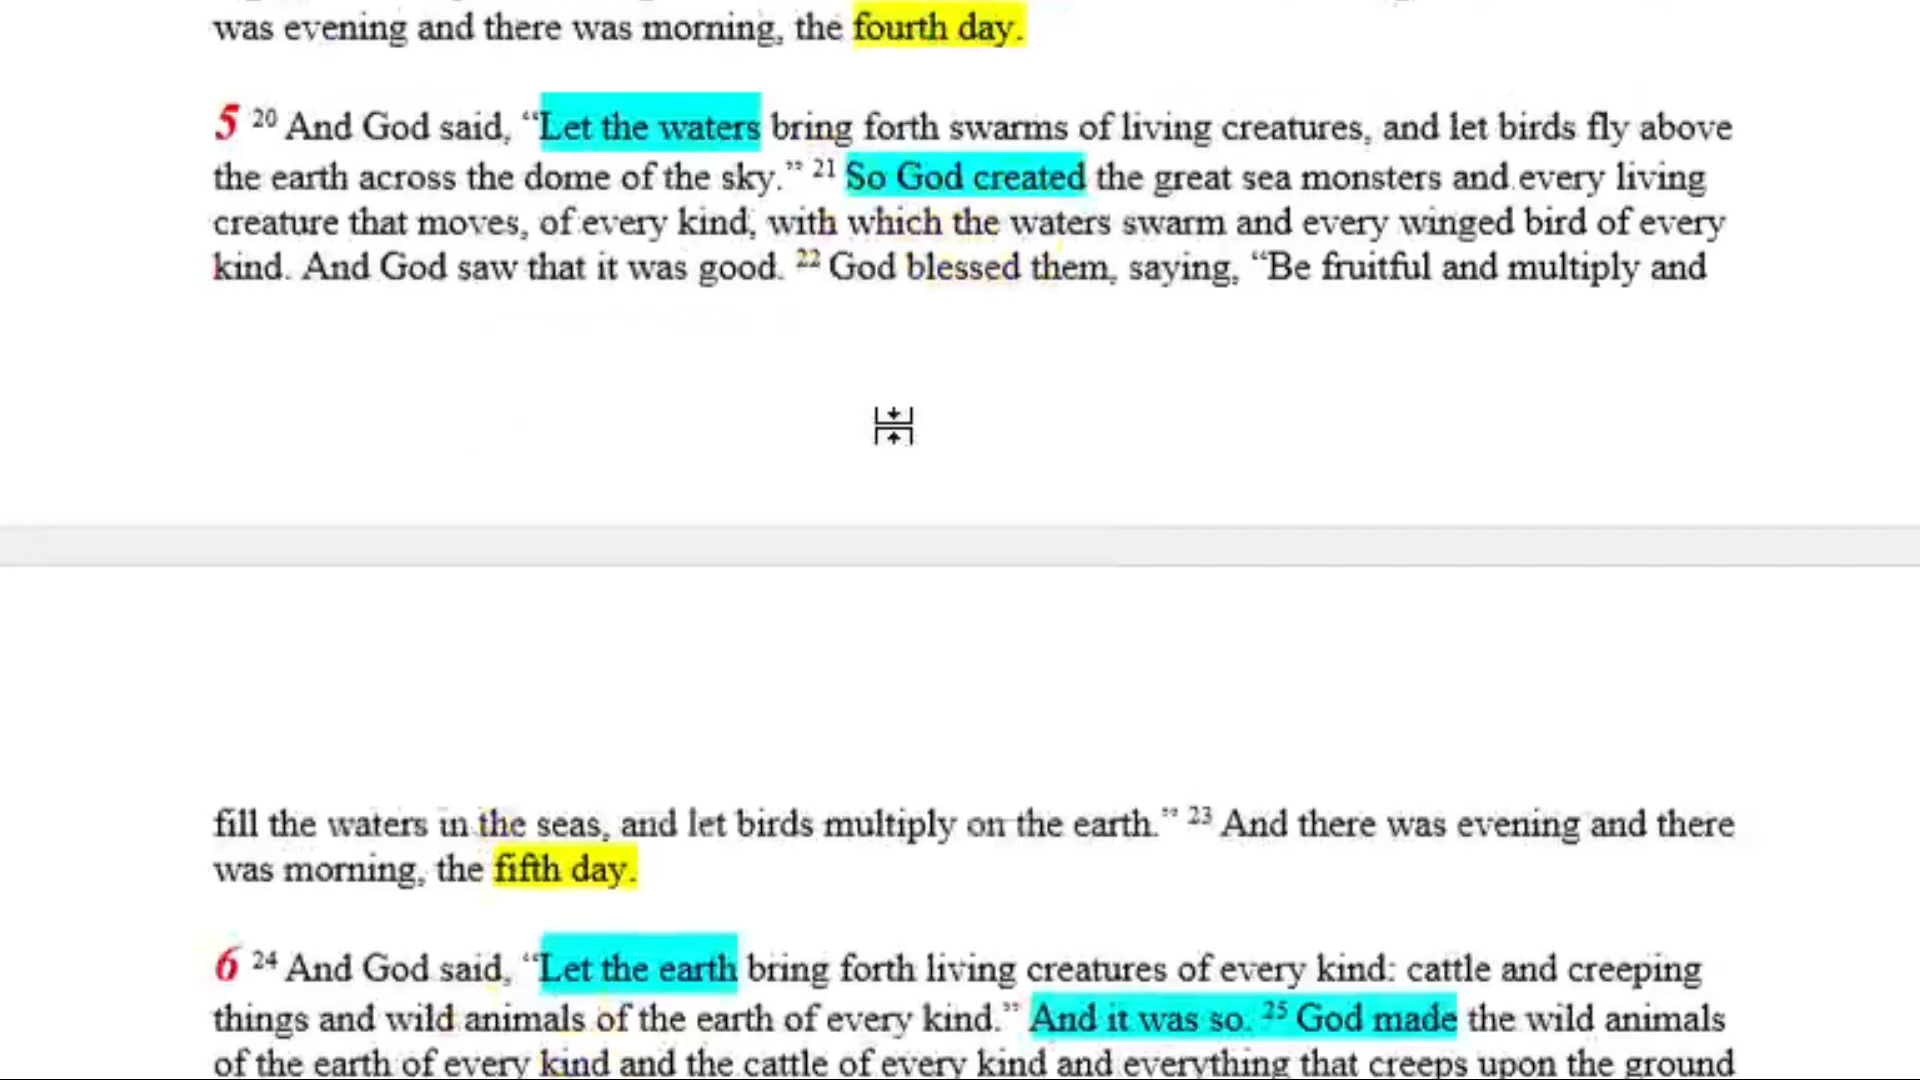 was evening and there was morning, the fourth day.
5 20 And God said, “Let the waters bring forth swarms of living creatures, and let birds fly above
the earth across the dome of the sky.” 21 So God created the great sea monsters and every living
creature that moves, of every kind, with which the waters swarm and every winged bird of every
kind. And God saw that it was good. 22 God blessed them, saying, “Be fruitful and multiply and
fill the waters in the seas, and let birds multiply on the earth.” 23 And there was evening and there
was morning, the fifth day.
6 24 And God said, “Let the earth bring forth living creatures of every kind: cattle and creeping
things and wild animals of the earth of every kind.” And it was so. 25 God made the wild animals
of the earth of every kind and the cattle of every kind and everything that creeps upon the ground